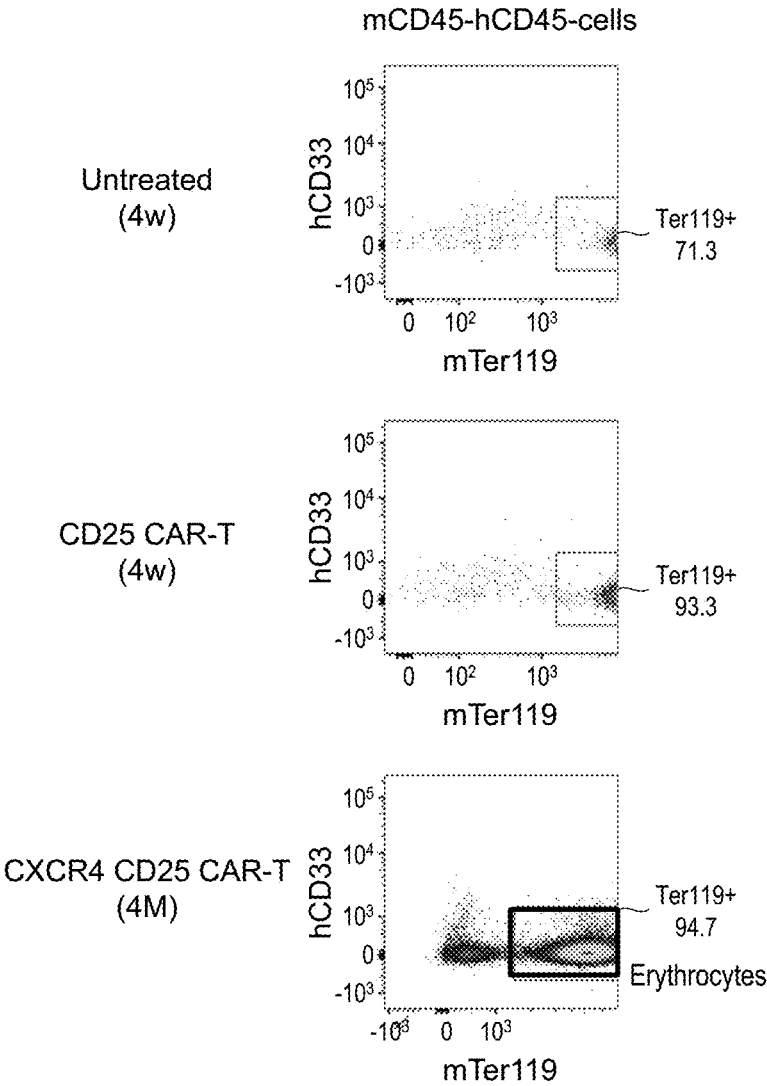 mCD45-hCD45-cells
Untreated
(4w)
hCD33
10⁵
10⁴
10³
0
-10³
0 10² 10³
mTer119
Ter119+
71.3
CD25 CAR-T
(4w)
hCD33
10⁵
10⁴
10³
0
-10³
0 10² 10³
mTer119
Ter119+
93.3
CXCR4 CD25 CAR-T
(4M)
hCD33
10⁵
10⁴
10³
0
-10³
-10³ 0 10³
mTer119
Ter119+
94.7
Erythrocytes